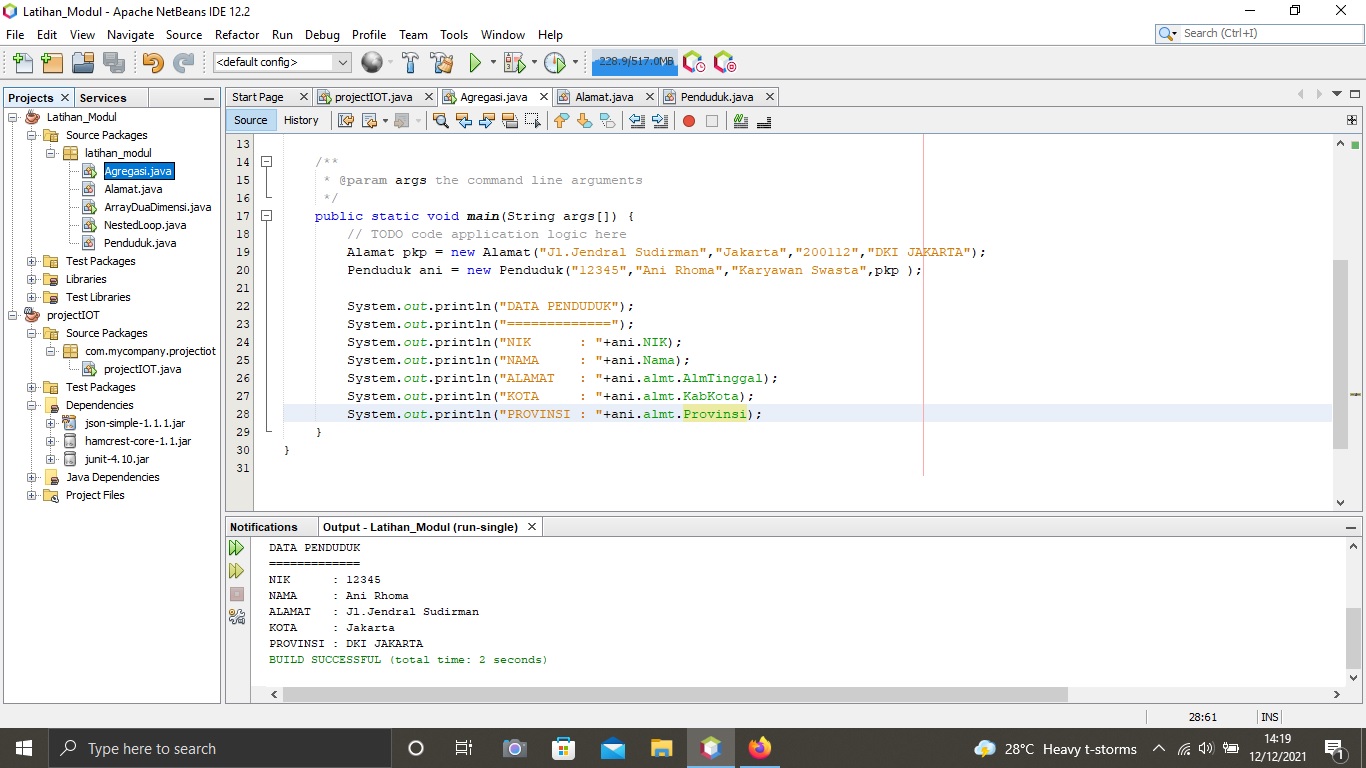 Latihan_Modul - Apache NetBeans IDE 12.2
File Edit View Navigate Source Refactor Run Debug Profile Team Tools Window Help
Search (Ctrl+I)
<default config>
228.9/517.0MB
Projects Services
Latihan_Modul
Source Packages
latihan_modul
Agregasi.java
Alamat.java
ArrayDuaDimensi.java
NestedLoop.java
Penduduk.java
Test Packages
Libraries
Test Libraries
projectIOT
Source Packages
com.mycompany.projectiot
projectIOT.java
Test Packages
Dependencies
json-simple-1.1.1.jar
hamcrest-core-1.1.jar
junit-4.10.jar
Java Dependencies
Project Files
Start Page projectIOT.java Agregasi.java Alamat.java Penduduk.java
Source History
13
14 /**
15 * @param args the command line arguments
16 */
17 public static void main(String args[]) {
18 // TODO code application logic here
19 Alamat pkp = new Alamat("Jl.Jendral Sudirman","Jakarta","200112","DKI JAKARTA");
20 Penduduk ani = new Penduduk("12345","Ani Rhoma","Karyawan Swasta",pkp );
21
22 System.out.println("DATA PENDUDUK");
23 System.out.println("=============");
24 System.out.println("NIK      : "+ani.NIK);
25 System.out.println("NAMA     : "+ani.Nama);
26 System.out.println("ALAMAT   : "+ani.almt.AlmTinggal);
27 System.out.println("KOTA     : "+ani.almt.KabKota);
28 System.out.println("PROVINSI : "+ani.almt.Provinsi);
29 }
30 }
31
Notifications Output - Latihan_Modul (run-single)
DATA PENDUDUK
=============
NIK      : 12345
NAMA     : Ani Rhoma
ALAMAT   : Jl.Jendral Sudirman
KOTA     : Jakarta
PROVINSI : DKI JAKARTA
BUILD SUCCESSFUL (total time: 2 seconds)
28:61 INS
Type here to search
28°C Heavy t-storms
14:19
12/12/2021
1